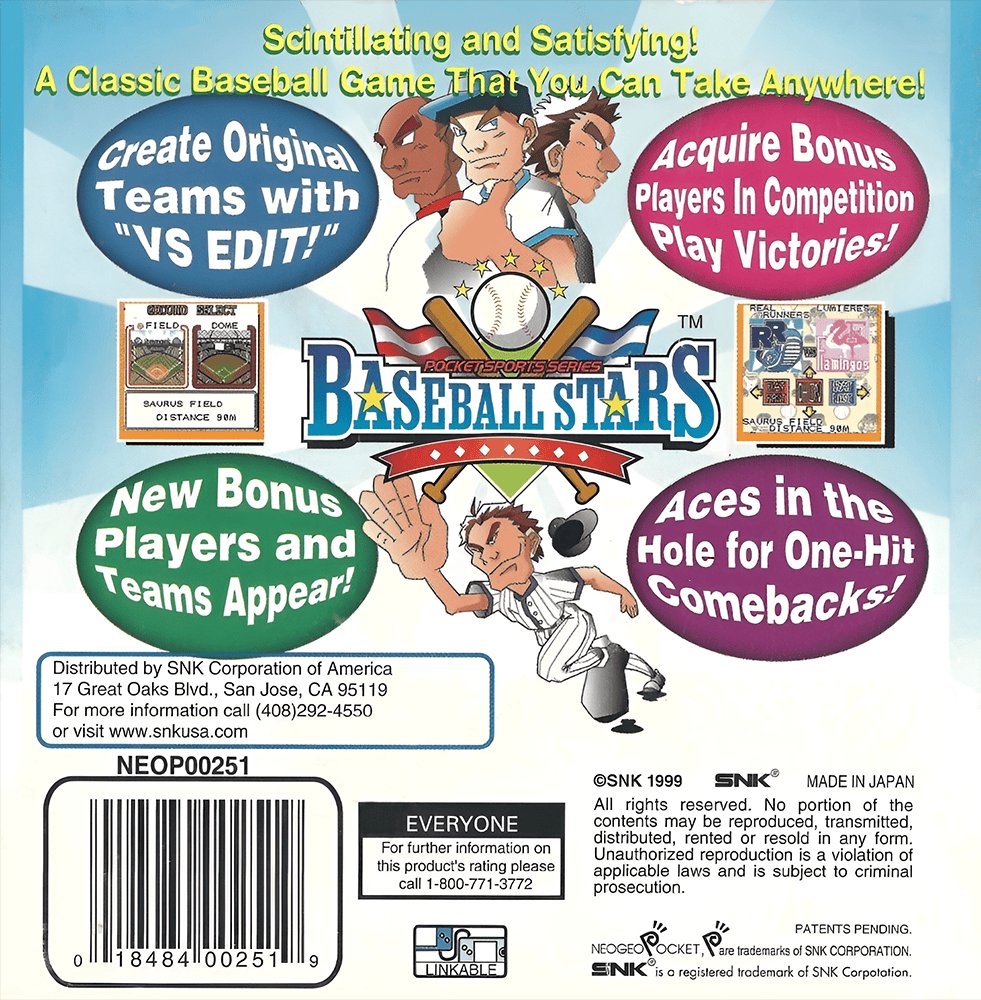 Scintillating and Satisfying!
A Classic Baseball Game That You Can Take Anywhere!
Create Original
Teams with
"VS EDIT!"
Acquire Bonus
Players In Competition
Play Victories!
GROUND SELECT
FIELD
DOME
SAURUS FIELD
DISTANCE 90M
TM
POCKET SPORTS SERIES
BASEBALL STARS
REAL
RUNNERS
LUMIERES
RR
flamingos
SAURUS FIELD
DISTANCE 90M
New Bonus
Players and
Teams Appear!
Aces in the
Hole for One-Hit
Comebacks!
Distributed by SNK Corporation of America
17 Great Oaks Blvd., San Jose, CA 95119
For more information call (408)292-4550
or visit www.snkusa.com
NEOP00251
0 18484 00251 9
EVERYONE
For further information on
this product's rating please
call 1-800-771-3772
LINKABLE
©SNK 1999 SNK® MADE IN JAPAN
All rights reserved. No portion of the
contents may be reproduced, transmitted,
distributed, rented or resold in any form.
Unauthorized reproduction is a violation of
applicable laws and is subject to criminal
prosecution.
PATENTS PENDING.
NEOGEO POCKET, P are trademarks of SNK CORPORATION.
SNK® is a registered trademark of SNK Corpotation.